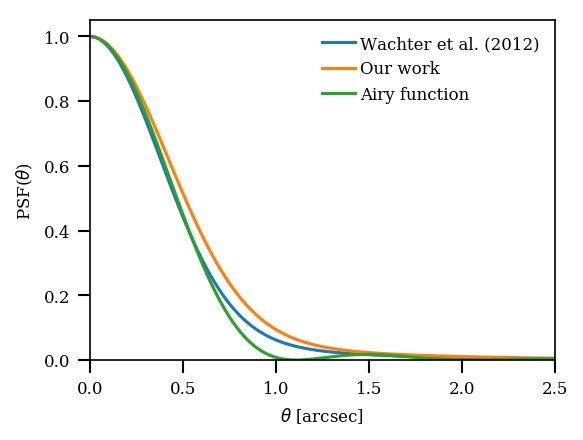 Wachter et al. (2012)
Our work
Airy function
PSF(θ)
1.0
0.8
0.6
0.4
0.2
0.0
0.0 0.5 1.0 1.5 2.0 2.5
θ [arcsec]